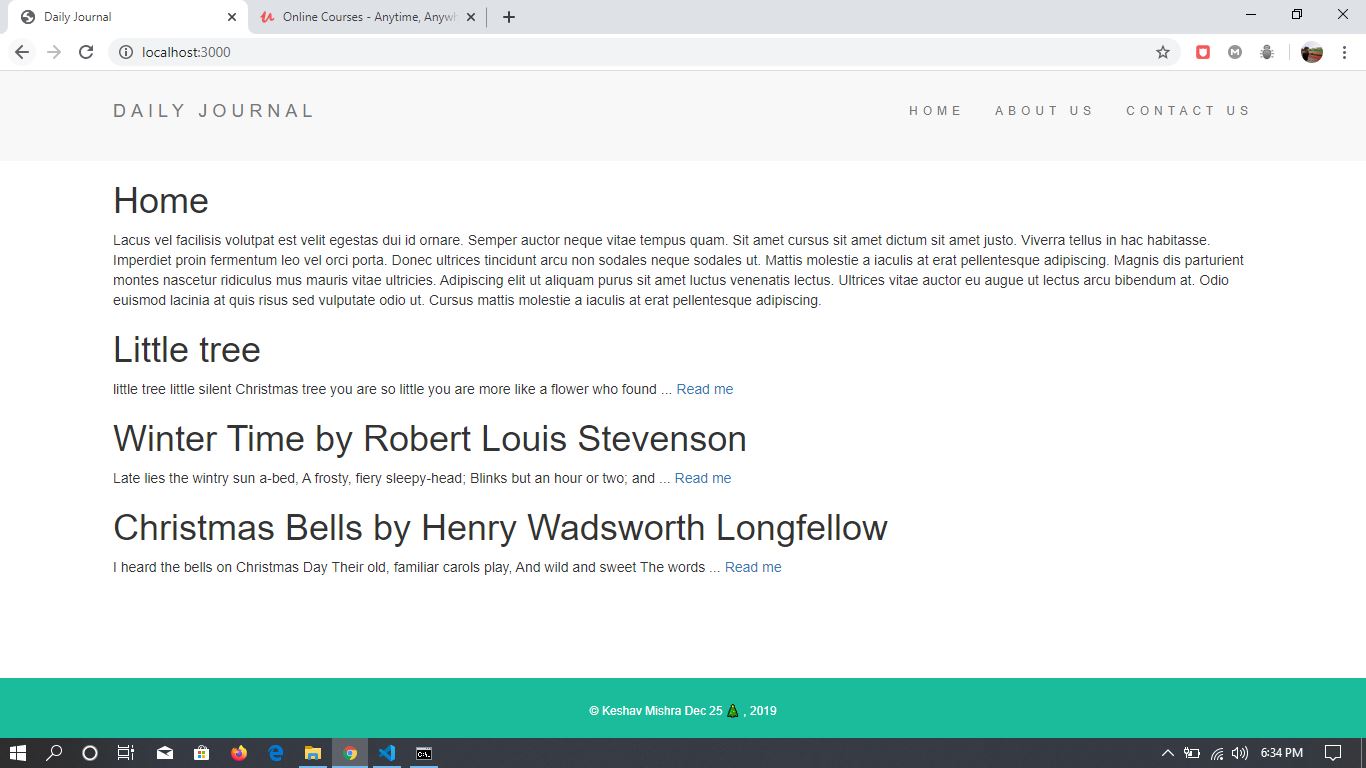 Daily Journal
Online Courses - Anytime, Anywh
localhost:3000
DAILY JOURNAL
HOME ABOUT US CONTACT US
Home
Lacus vel facilisis volutpat est velit egestas dui id ornare. Semper auctor neque vitae tempus quam. Sit amet cursus sit amet dictum sit amet justo. Viverra tellus in hac habitasse.
Imperdiet proin fermentum leo vel orci porta. Donec ultrices tincidunt arcu non sodales neque sodales ut. Mattis molestie a iaculis at erat pellentesque adipiscing. Magnis dis parturient
montes nascetur ridiculus mus mauris vitae ultricies. Adipiscing elit ut aliquam purus sit amet luctus venenatis lectus. Ultrices vitae auctor eu augue ut lectus arcu bibendum at. Odio
euismod lacinia at quis risus sed vulputate odio ut. Cursus mattis molestie a iaculis at erat pellentesque adipiscing.
Little tree
little tree little silent Christmas tree you are so little you are more like a flower who found ... Read me
Winter Time by Robert Louis Stevenson
Late lies the wintry sun a-bed, A frosty, fiery sleepy-head; Blinks but an hour or two; and ... Read me
Christmas Bells by Henry Wadsworth Longfellow
I heard the bells on Christmas Day Their old, familiar carols play, And wild and sweet The words ... Read me
© Keshav Mishra Dec 25 🎄 , 2019
6:34 PM